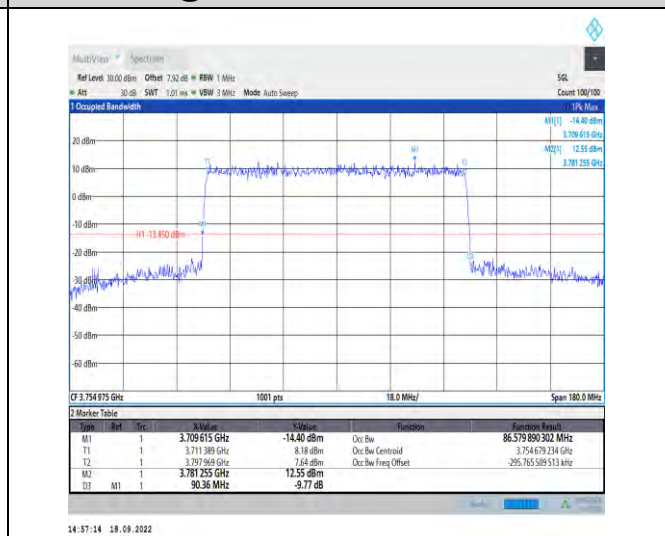 MultiView
Spectrum
Ref Level 30.00 dBm Offset 7.92 dB RBW 1 MHz SGL
Att 30 dB SWT 1.01 ms VBW 3 MHz Mode Auto Sweep Count 100/100
1 Occupied Bandwidth 1Pk Max
M1[1] -14.40 dBm
3.709 615 GHz
M2[1] 12.55 dBm
3.781 255 GHz
20 dBm
10 dBm
0 dBm
-10 dBm
H1 -13.450 dBm
-20 dBm
-30 dBm
-40 dBm
-50 dBm
-60 dBm
T1
M2
T2
M1
D3
CF 3.754 975 GHz 1001 pts 18.0 MHz/ Span 180.0 MHz
2 Marker Table
Type Ref Trc X-Value Y-Value Function Function Result
M1 1 3.709 615 GHz -14.40 dBm Occ Bw 86.579 890 302 MHz
T1 1 3.711 389 GHz 8.18 dBm Occ Bw Centroid 3.754 679 234 GHz
T2 1 3.797 969 GHz 7.64 dBm Occ Bw Freq Offset -295.765 509 513 kHz
M2 1 3.781 255 GHz 12.55 dBm
D3 M1 1 90.36 MHz -9.77 dB
14:57:14 18.09.2022